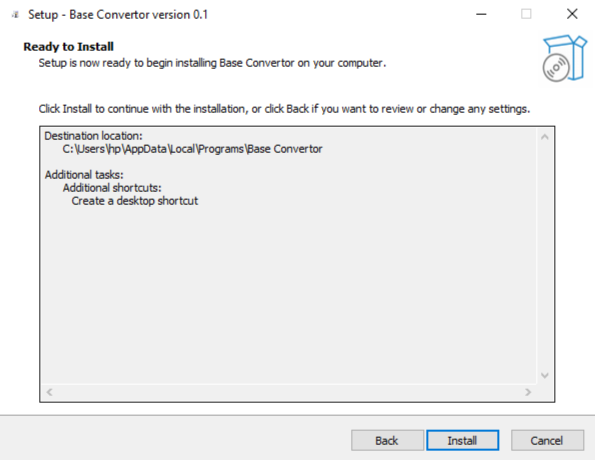 Setup - Base Convertor version 0.1
Ready to Install
Setup is now ready to begin installing Base Convertor on your computer.
Click Install to continue with the installation, or click Back if you want to review or change any settings.
Destination location:
C:\Users\hp\AppData\Local\Programs\Base Convertor
Additional tasks:
Additional shortcuts:
Create a desktop shortcut
Back Install Cancel